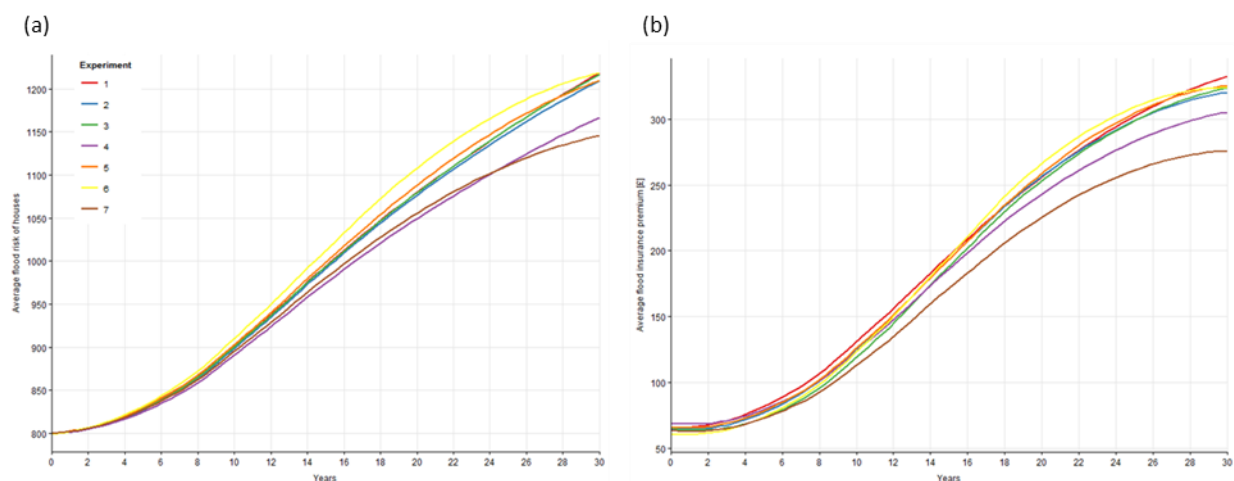 (a)
Average flood risk of houses
1200
1150
1100
1050
1000
950
900
850
800
Experiment
1
2
3
4
5
6
7
0 2 4 6 8 10 12 14 16 18 20 22 24 26 28 30
Years
(b)
Average flood insurance premium [£]
300
250
200
150
100
50
0 2 4 6 8 10 12 14 16 18 20 22 24 26 28 30
Years